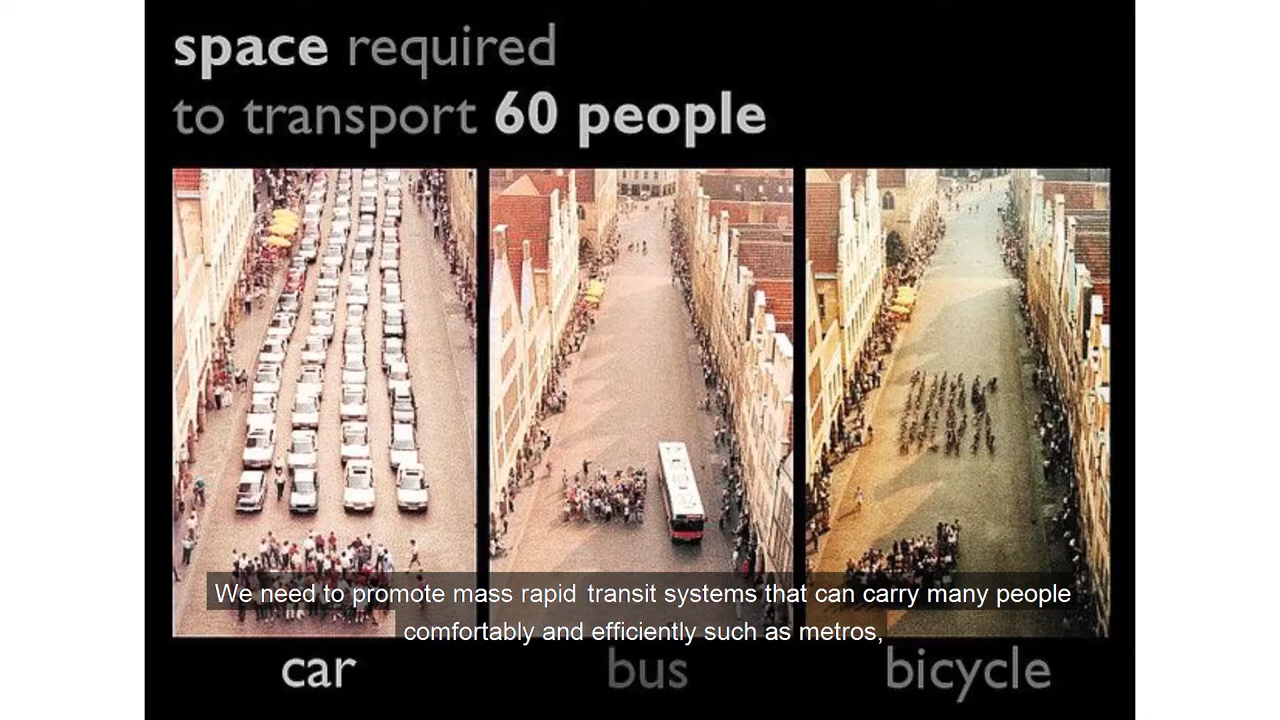 space required
to transport 60 people
We need to promote mass rapid transit systems that can carry many people
comfortably and efficiently such as metros,
car
bus
bicycle